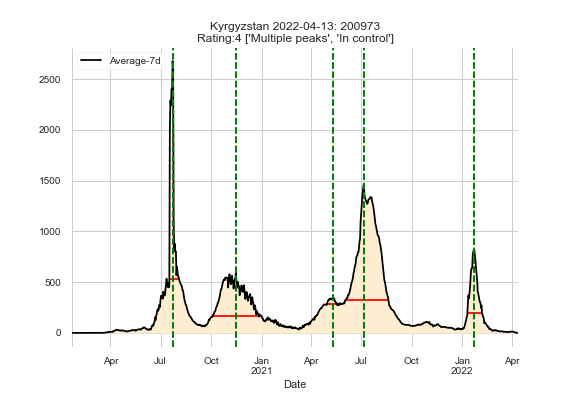 Kyrgyzstan 2022-04-13: 200973
Rating:4 ['Multiple peaks', 'In control']
Average-7d
2500
2000
1500
1000
500
0
Apr Jul Oct Jan Apr Jul Oct Jan Apr
2021 2022
Date